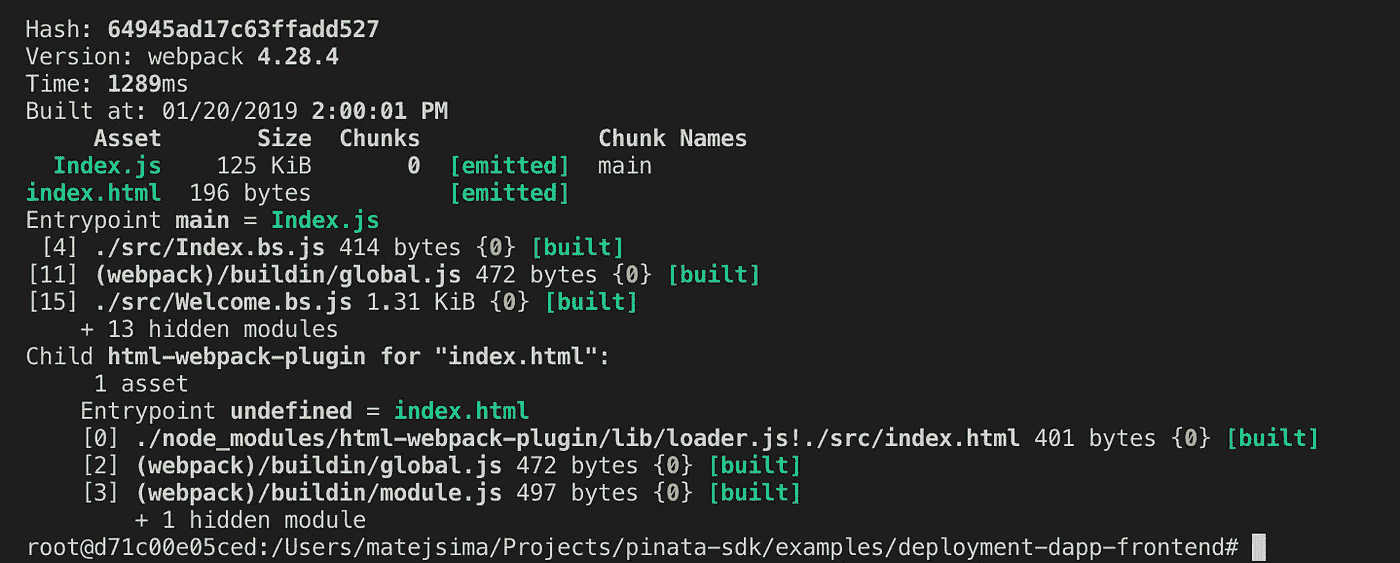 Hash: 64945ad17c63ffadd527
Version: webpack 4.28.4
Time: 1289ms
Built at: 01/20/2019 2:00:01 PM
     Asset       Size  Chunks             Chunk Names
  Index.js    125 KiB       0  [emitted]  main
index.html  196 bytes          [emitted]
Entrypoint main = Index.js
 [4] ./src/Index.bs.js 414 bytes {0} [built]
[11] (webpack)/buildin/global.js 472 bytes {0} [built]
[15] ./src/Welcome.bs.js 1.31 KiB {0} [built]
    + 13 hidden modules
Child html-webpack-plugin for "index.html":
     1 asset
    Entrypoint undefined = index.html
    [0] ./node_modules/html-webpack-plugin/lib/loader.js!./src/index.html 401 bytes {0} [built]
    [2] (webpack)/buildin/global.js 472 bytes {0} [built]
    [3] (webpack)/buildin/module.js 497 bytes {0} [built]
        + 1 hidden module
root@d71c00e05ced:/Users/matejsima/Projects/pinata-sdk/examples/deployment-dapp-frontend#